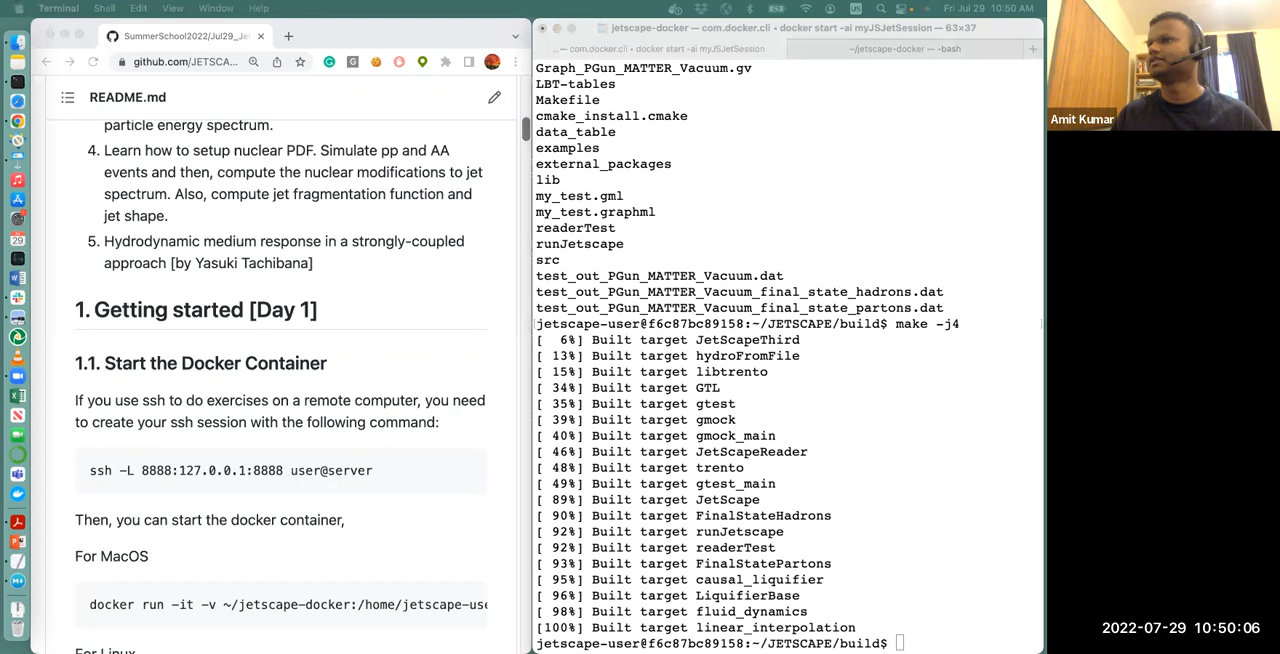 Terminal Shell Edit View Window Help
Fri Jul 29 10:50 AM
SummerSchool2022/Jul29_Je
github.com/JETSCA...
README.md
particle energy spectrum.
4. Learn how to setup nuclear PDF. Simulate pp and AA
events and then, compute the nuclear modifications to jet
spectrum. Also, compute jet fragmentation function and
jet shape.
5. Hydrodynamic medium response in a strongly-coupled
approach [by Yasuki Tachibana]
1. Getting started [Day 1]
1.1. Start the Docker Container
If you use ssh to do exercises on a remote computer, you need
to create your ssh session with the following command:
ssh -L 8888:127.0.0.1:8888 user@server
Then, you can start the docker container,
For MacOS
docker run -it -v ~/jetscape-docker:/home/jetscape-use
For Linux
jetscape-docker — com.docker.cli • docker start -ai myJSJetSession — 63×37
... — com.docker.cli • docker start -ai myJSJetSession
~/jetscape-docker — -bash
Graph_PGun_MATTER_Vacuum.gv
LBT-tables
Makefile
cmake_install.cmake
data_table
examples
external_packages
lib
my_test.gml
my_test.graphml
readerTest
runJetscape
src
test_out_PGun_MATTER_Vacuum.dat
test_out_PGun_MATTER_Vacuum_final_state_hadrons.dat
test_out_PGun_MATTER_Vacuum_final_state_partons.dat
jetscape-user@f6c87bc89158:~/JETSCAPE/build$ make -j4
[  6%] Built target JetScapeThird
[ 13%] Built target hydroFromFile
[ 15%] Built target libtrento
[ 34%] Built target GTL
[ 35%] Built target gtest
[ 39%] Built target gmock
[ 40%] Built target gmock_main
[ 46%] Built target JetScapeReader
[ 48%] Built target trento
[ 49%] Built target gtest_main
[ 89%] Built target JetScape
[ 90%] Built target FinalStateHadrons
[ 92%] Built target runJetscape
[ 92%] Built target readerTest
[ 93%] Built target FinalStatePartons
[ 95%] Built target causal_liquifier
[ 96%] Built target LiquifierBase
[ 98%] Built target fluid_dynamics
[100%] Built target linear_interpolation
jetscape-user@f6c87bc89158:~/JETSCAPE/build$
Amit Kumar
2022-07-29 10:50:06